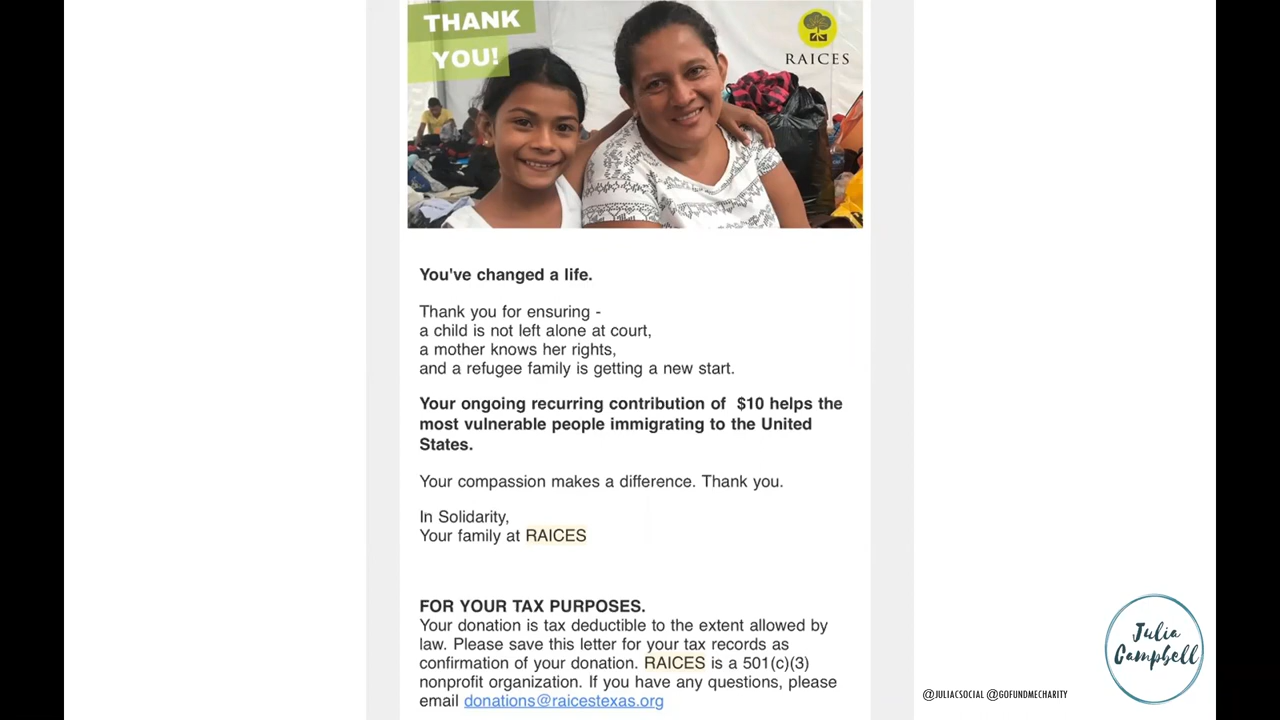 THANK
YOU!
RAICES
You've changed a life.
Thank you for ensuring -
a child is not left alone at court,
a mother knows her rights,
and a refugee family is getting a new start.
Your ongoing recurring contribution of  $10 helps the
most vulnerable people immigrating to the United
States.
Your compassion makes a difference. Thank you.
In Solidarity,
Your family at RAICES
FOR YOUR TAX PURPOSES.
Your donation is tax deductible to the extent allowed by
law. Please save this letter for your tax records as
confirmation of your donation. RAICES is a 501(c)(3)
nonprofit organization. If you have any questions, please
email donations@raicestexas.org
Julia
Campbell
@JULIACSOCIAL @GOFUNDMECHARITY